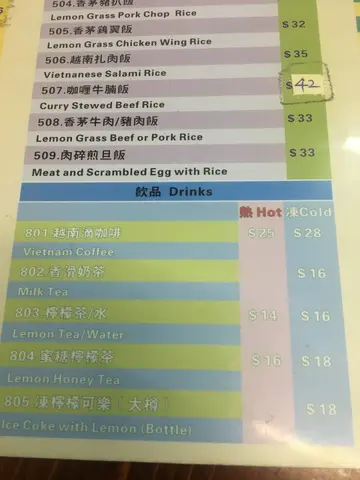 504.香茅豬扒飯
Lemon Grass Pork Chop Rice
505.香茅鷄翼飯 $32
Lemon Grass Chicken Wing Rice
506.越南扎肉飯 $35
Vietnamese Salami Rice
507.咖喱牛腩飯 $42
Curry Stewed Beef Rice
508.香茅牛肉/豬肉飯 $33
Lemon Grass Beef or Pork Rice
509.肉碎煎旦飯 $33
Meat and Scrambled Egg with Rice
飲品 Drinks
熱 Hot 凍Cold
801.越南滴咖啡 $25 $28
Vietnam Coffee
802.香滑奶茶 $16
Milk Tea
803.檸檬茶/水 $14 $16
Lemon Tea/Water
804.蜜糖檸檬茶 $16 $18
Lemon Honey Tea
805.凍檸檬可樂(大樽) $18
Ice Coke with Lemon (Bottle)